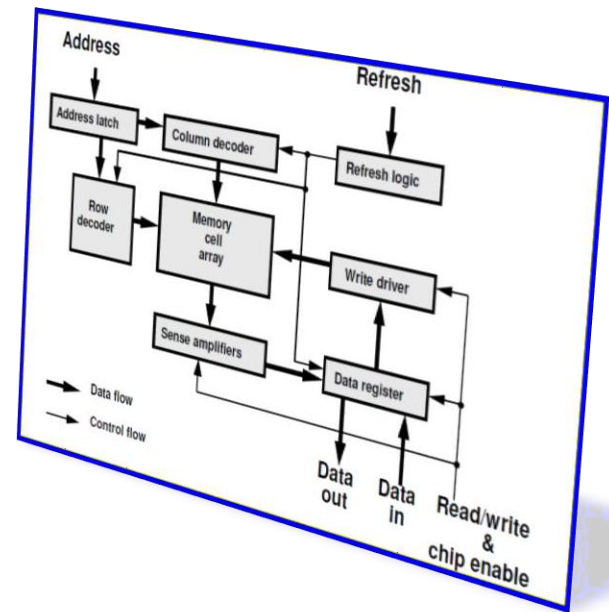 Address
Refresh
Address latch
Column decoder
Refresh logic
Row
decoder
Memory
cell
array
Write driver
Sense amplifiers
Data register
Data flow
Control flow
Data
out
Data
in
Read/write
&
chip enable